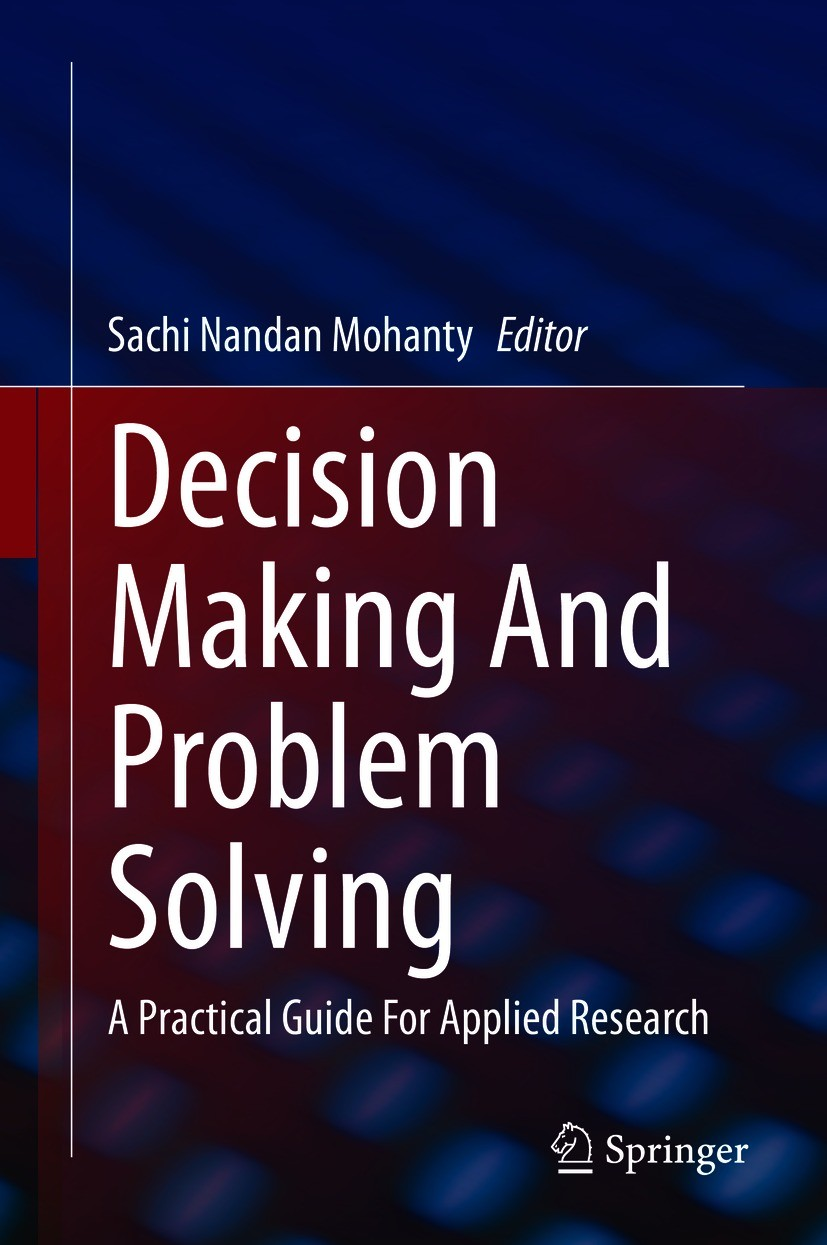 Sachi Nandan Mohanty Editor
Decision
Making And
Problem
Solving
A Practical Guide For Applied Research
Springer